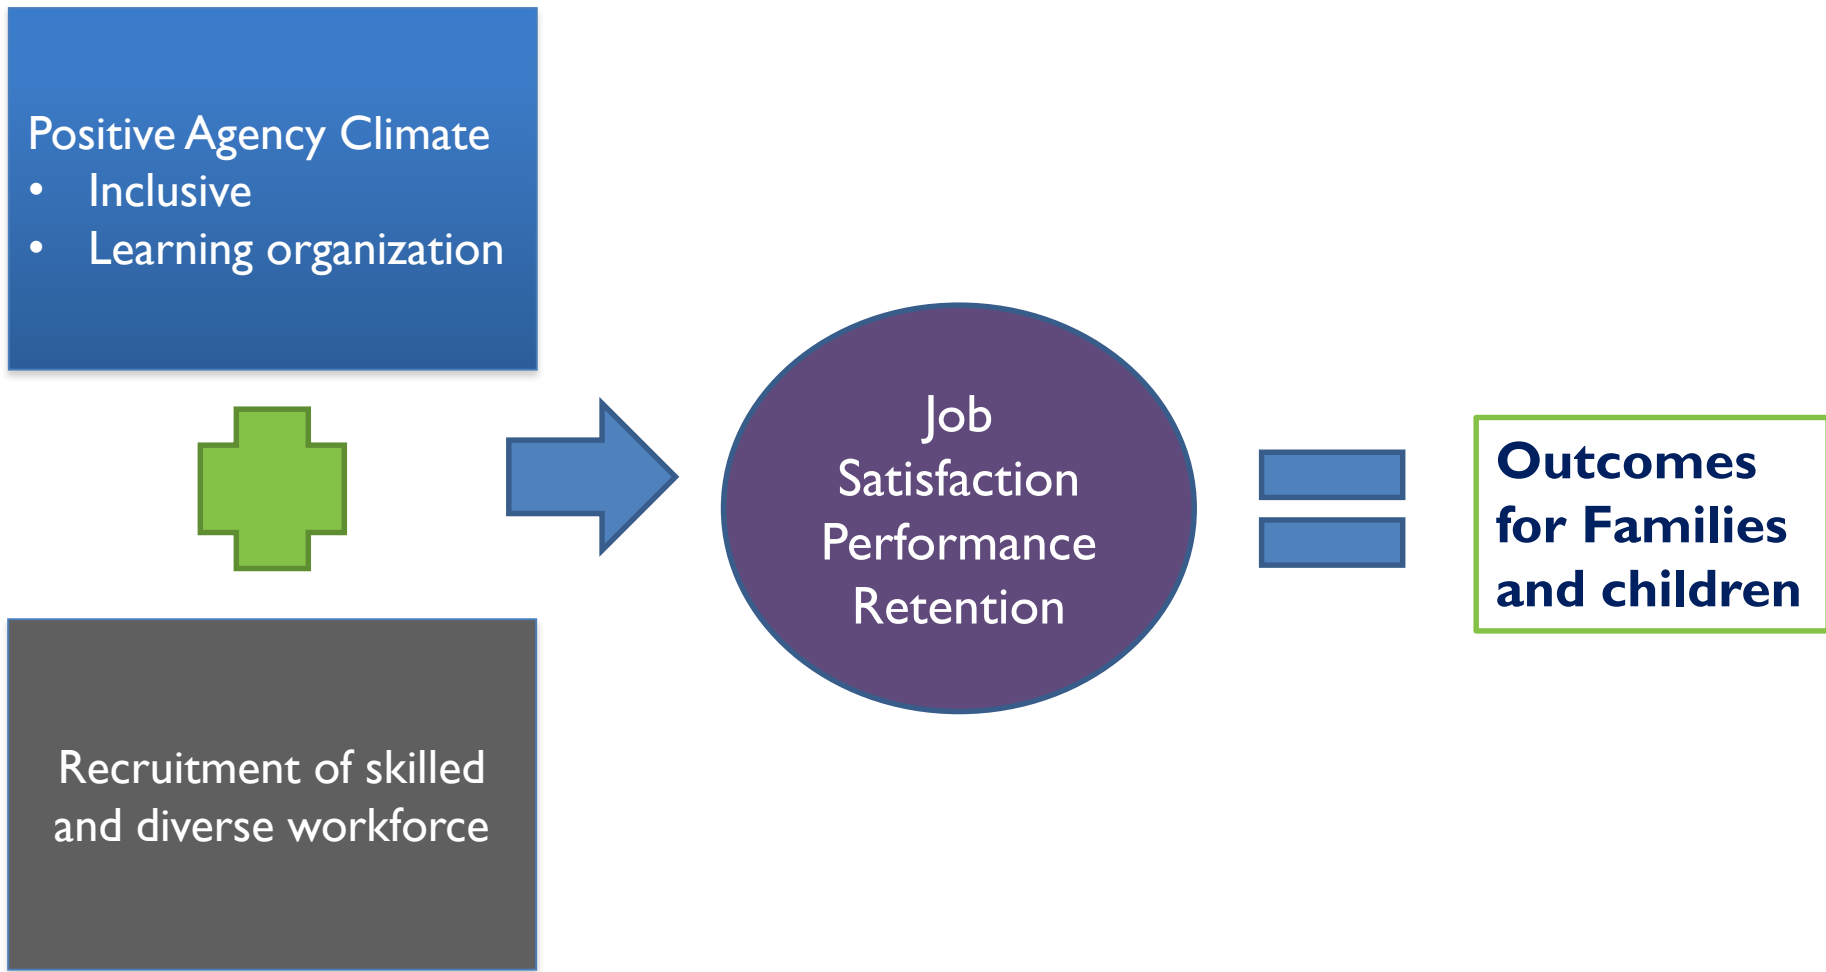 Positive Agency Climate
• Inclusive
• Learning organization
Job
Satisfaction
Performance
Retention
Outcomes
for Families
and children
Recruitment of skilled
and diverse workforce